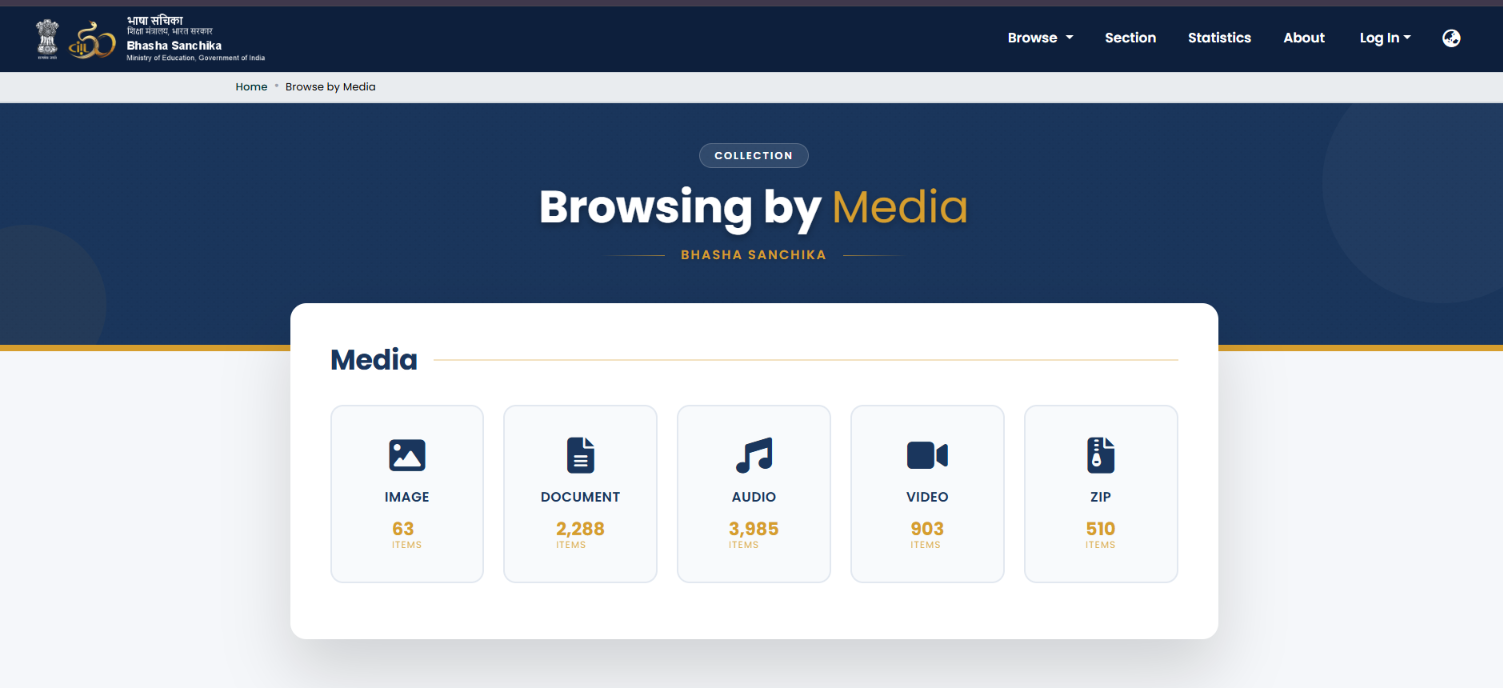 भाषा संचिका
शिक्षा मंत्रालय, भारत सरकार
Bhasha Sanchika
Ministry of Education, Government of India
Browse
Section
Statistics
About
Log In
Home • Browse by Media
COLLECTION
Browsing by Media
BHASHA SANCHIKA
Media
IMAGE
63
ITEMS
DOCUMENT
2,288
ITEMS
AUDIO
3,985
ITEMS
VIDEO
903
ITEMS
ZIP
510
ITEMS